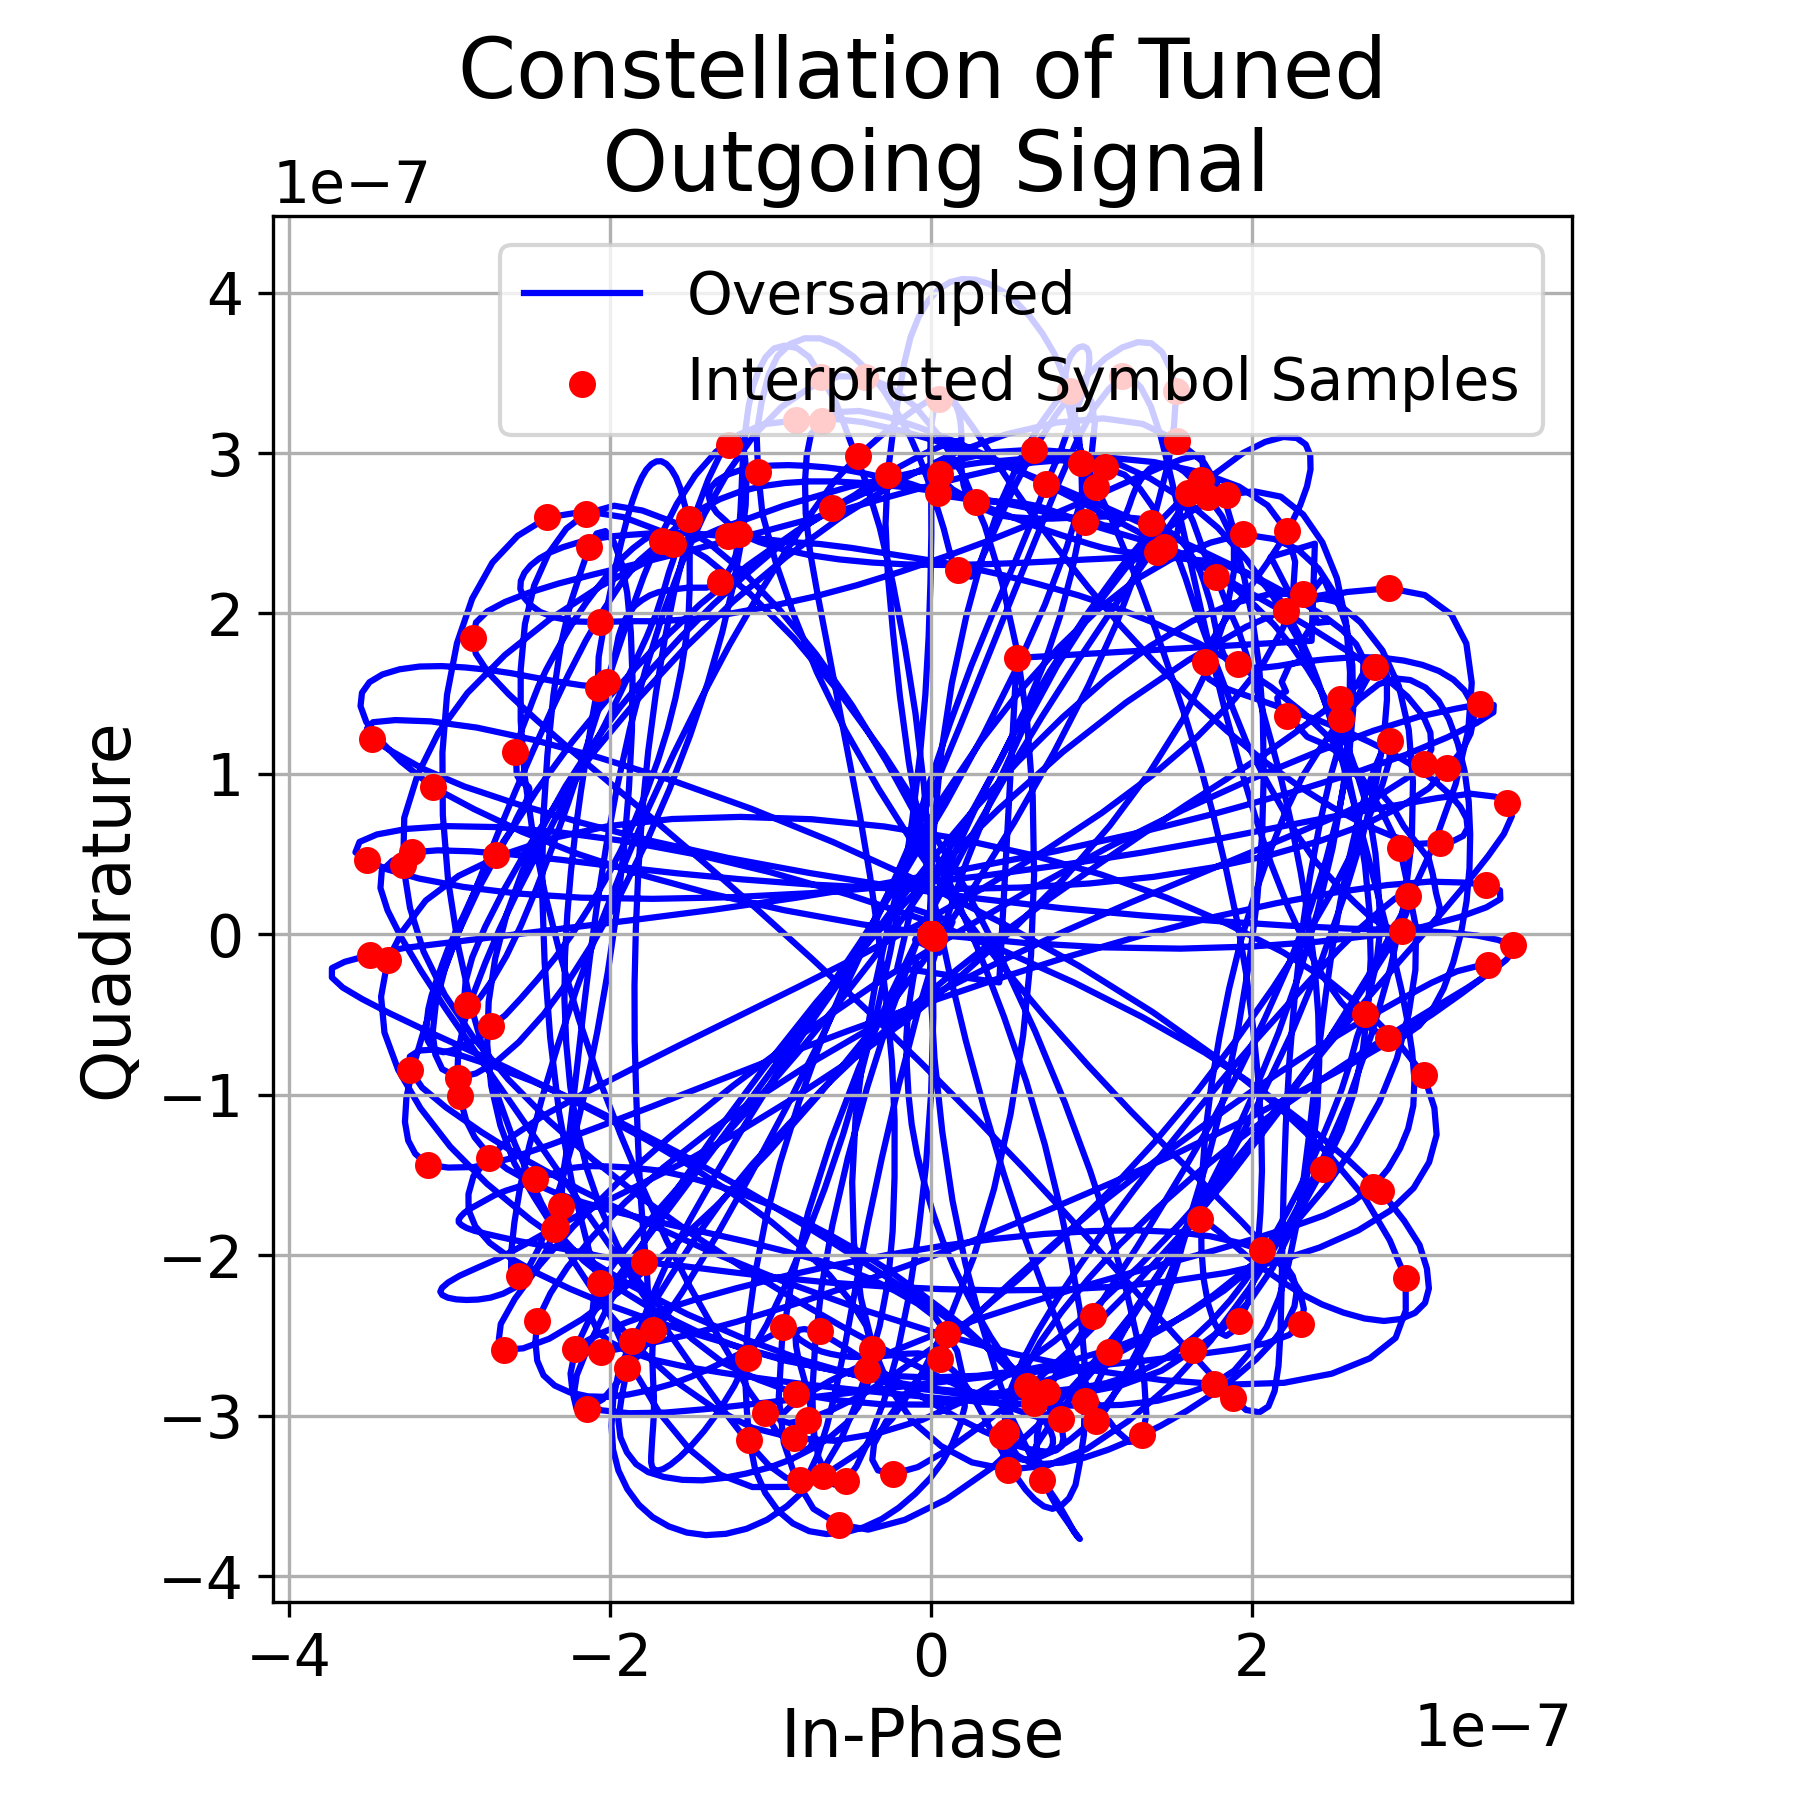 Constellation of Tuned
Outgoing Signal
1e−7
Oversampled
Interpreted Symbol Samples
4
3
2
1
0
−1
−2
−3
−4
Quadrature
−4 −2 0 2
In-Phase
1e−7